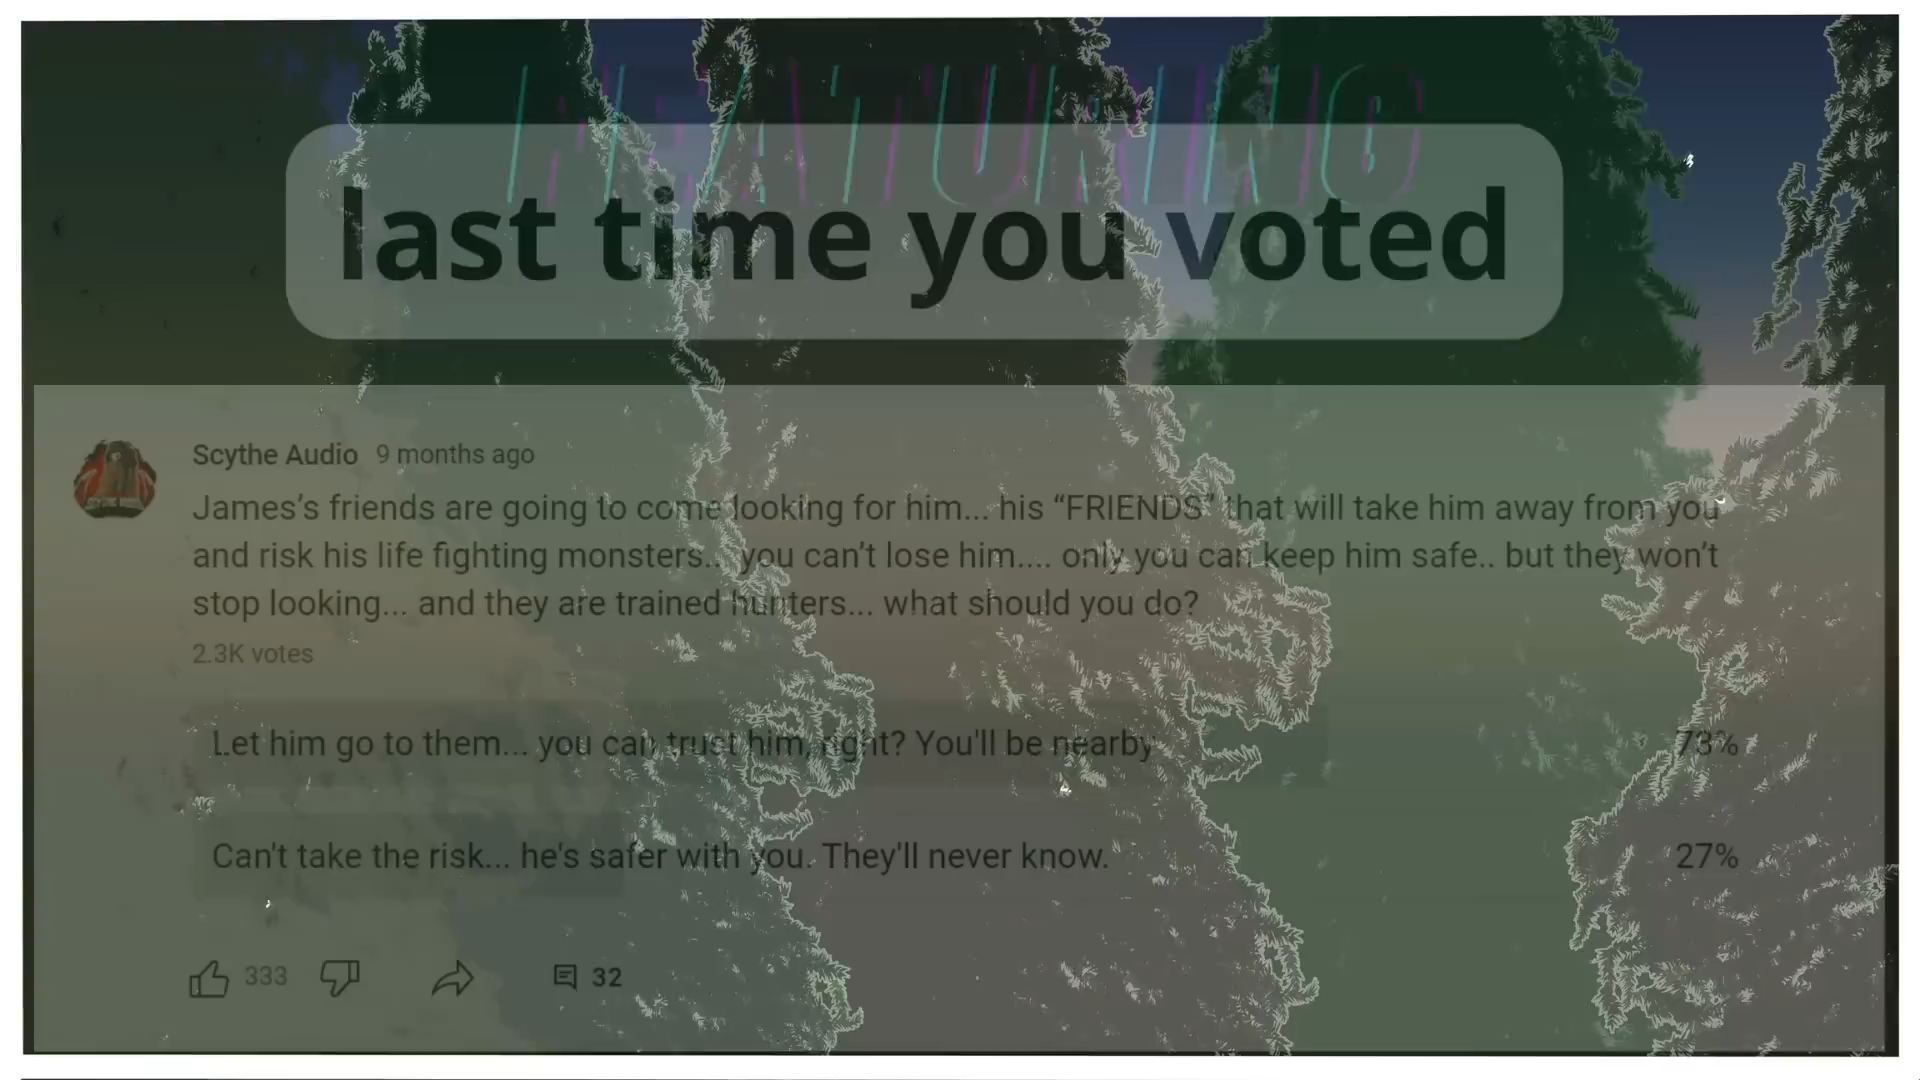 FEATURING
last time you voted
Scythe Audio 9 months ago
James’s friends are going to come looking for him... his “FRIENDS” that will take him away from you
and risk his life fighting monsters... you can’t lose him.... only you can keep him safe.. but they won’t
stop looking... and they are trained hunters... what should you do?
2.3K votes
Let him go to them... you can trust him, right? You'll be nearby 73%
Can't take the risk... he's safer with you. They'll never know. 27%
333 32